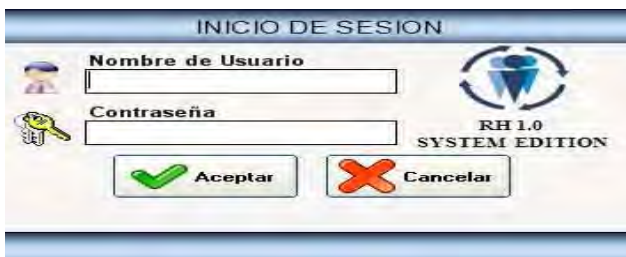 INICIO DE SESION
Nombre de Usuario
Contraseña
RH 1.0
SYSTEM EDITION
Aceptar
Cancelar